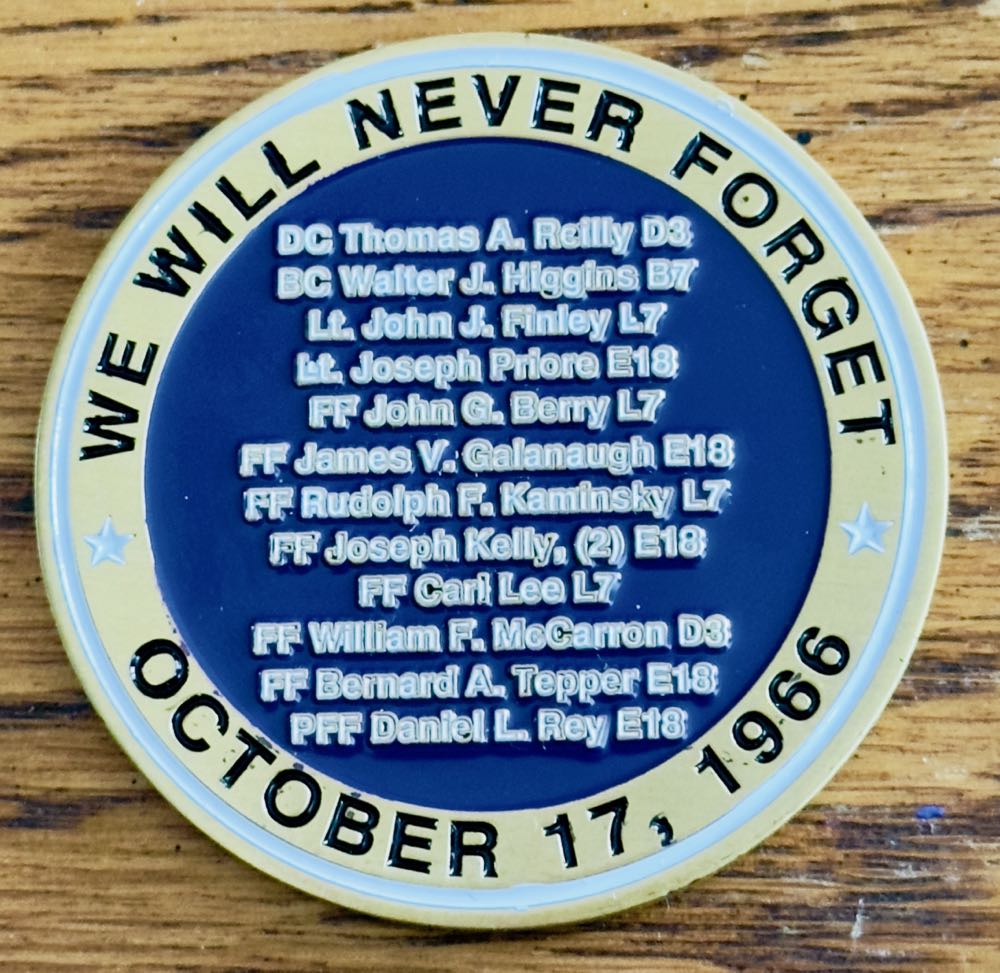 WE WILL NEVER FORGET
DC Thomas A. Reilly D3
BC Walter J. Higgins B7
Lt. John J. Finley L7
Lt. Joseph Priore E18
FF John G. Berry L7
FF James V. Galanaugh E18
FF Rudolph F. Kaminsky L7
FF Joseph Kelly, (2) E18
FF Carl Lee L7
FF William F. McCarron D3
FF Bernard A. Tepper E18
PFF Daniel L. Rey E18
OCTOBER 17, 1966